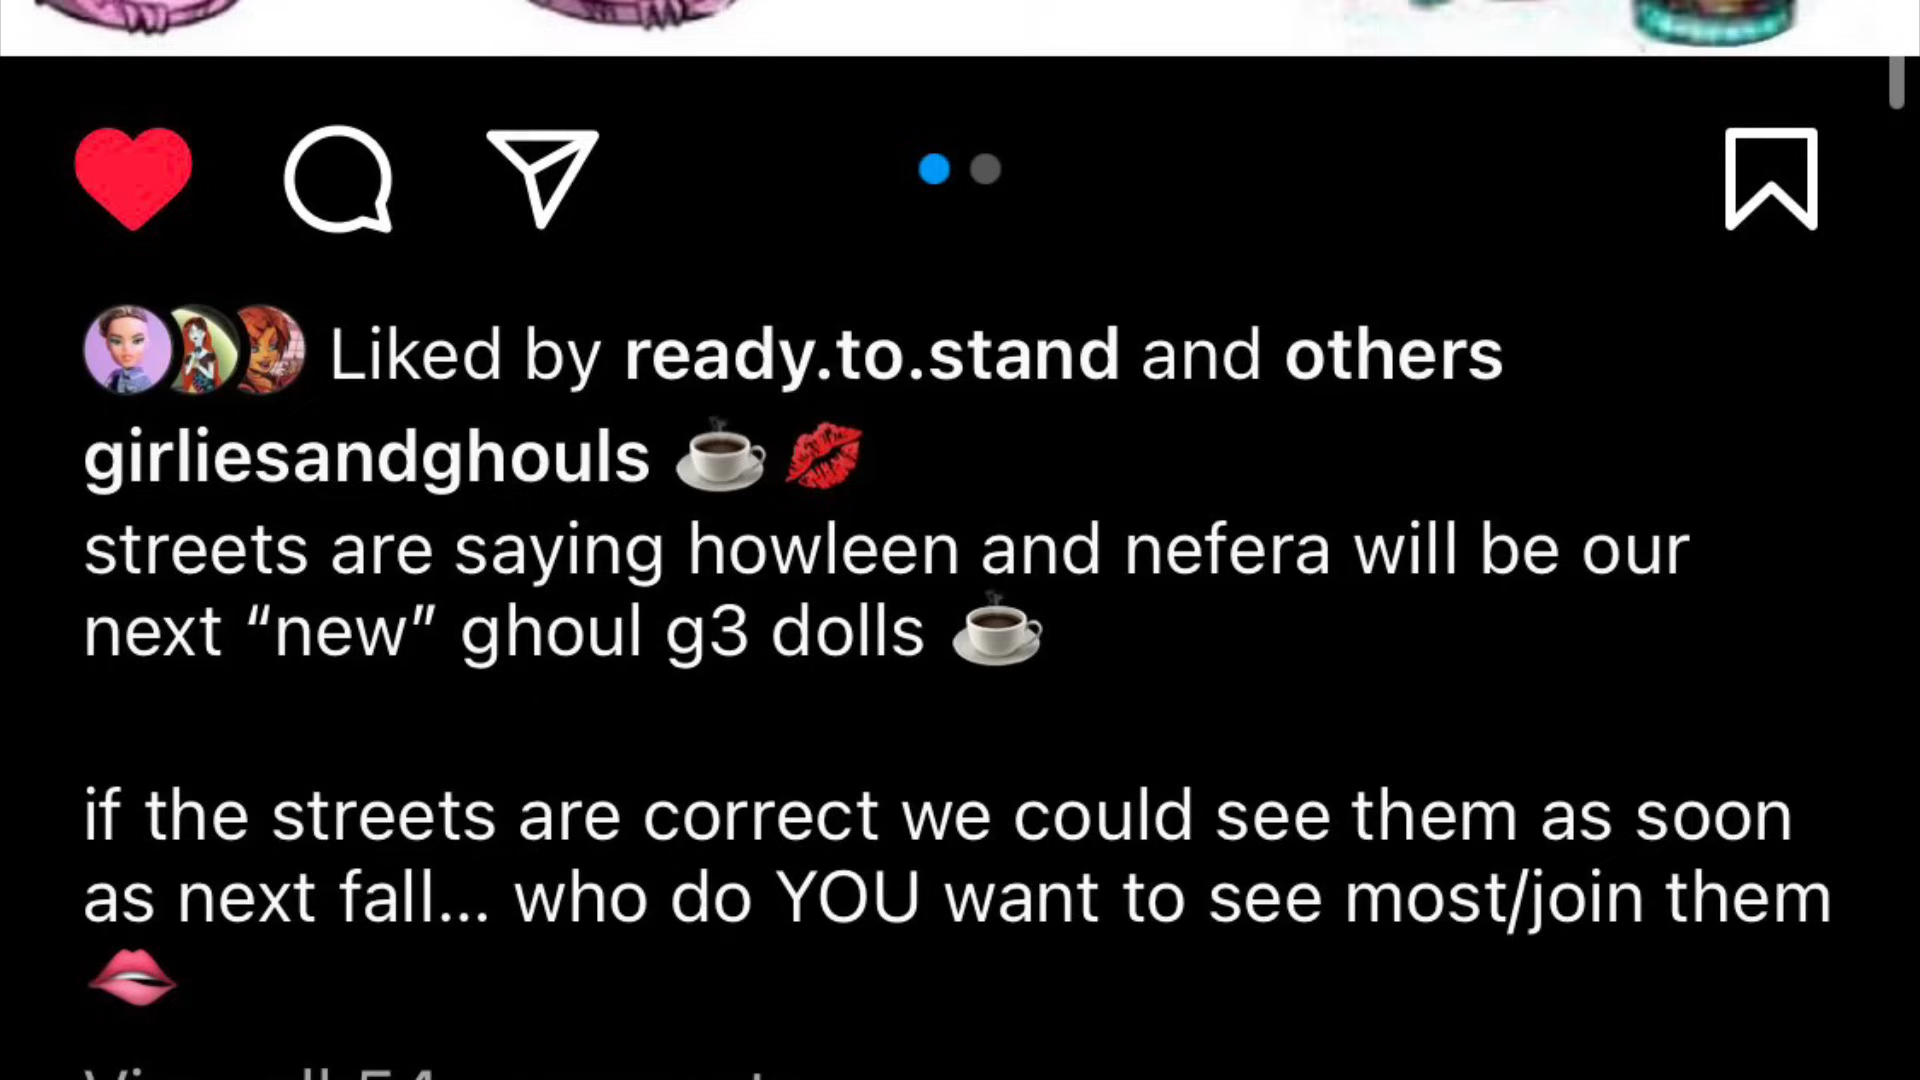 Liked by ready.to.stand and others
girliesandghouls ☕💋
streets are saying howleen and nefera will be our
next “new” ghoul g3 dolls ☕
if the streets are correct we could see them as soon
as next fall... who do YOU want to see most/join them
🫦